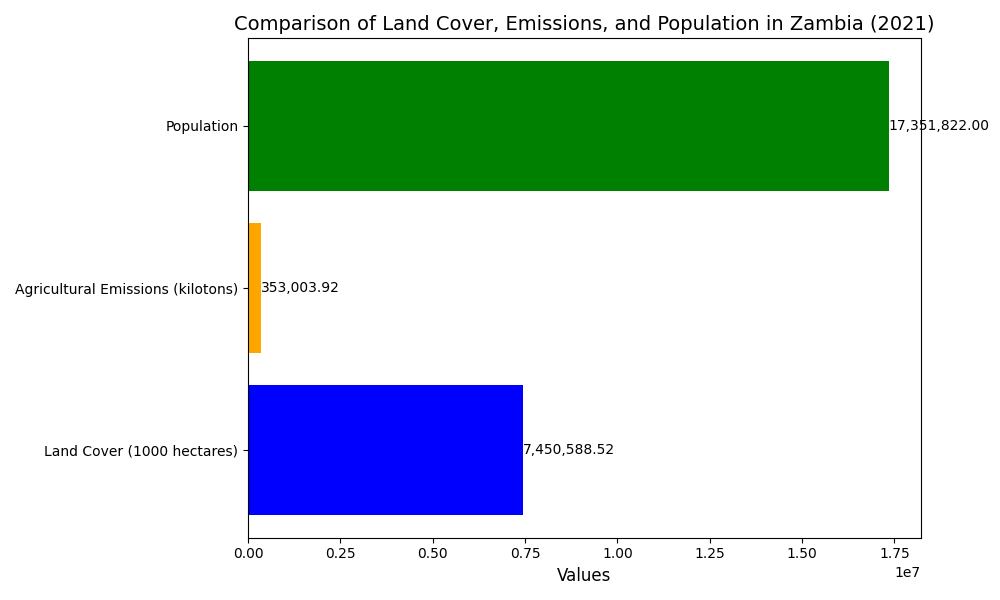 Comparison of Land Cover, Emissions, and Population in Zambia (2021)
Population
17,351,822.00
Agricultural Emissions (kilotons)
353,003.92
Land Cover (1000 hectares)
7,450,588.52
0.00 0.25 0.50 0.75 1.00 1.25 1.50 1.75
1e7
Values